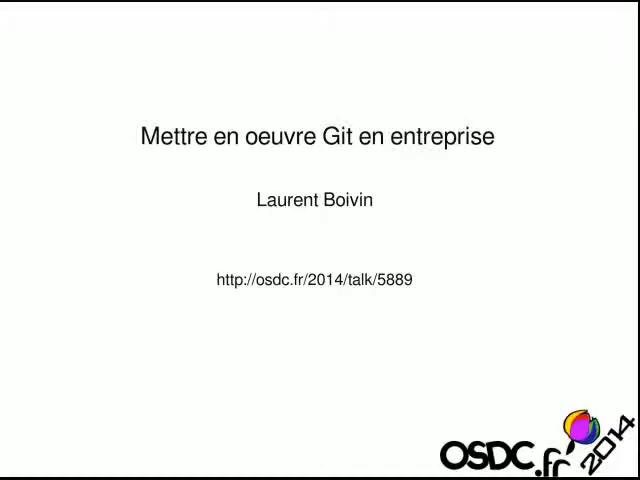 Mettre en oeuvre Git en entreprise
Laurent Boivin
http://osdc.fr/2014/talk/5889
OSDC.fr 2014